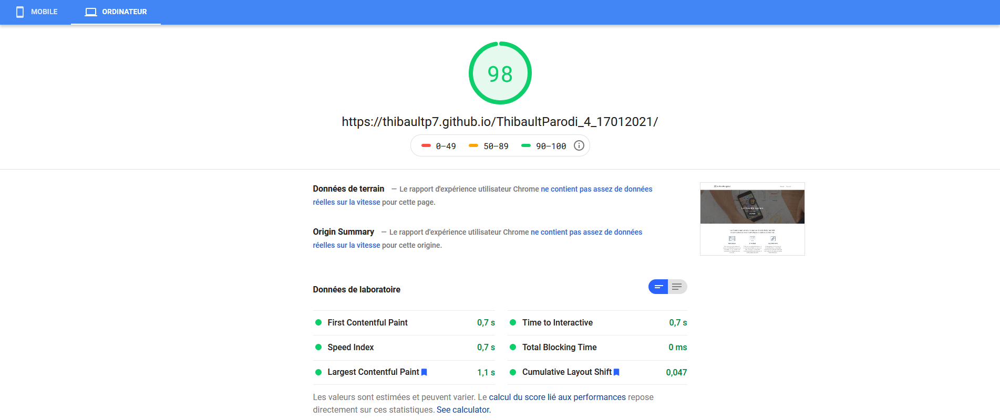 MOBILE
ORDINATEUR
98
https://thibaultp7.github.io/ThibaultParodi_4_17012021/
0–49 50–89 90–100
Données de terrain — Le rapport d'expérience utilisateur Chrome ne contient pas assez de données
réelles sur la vitesse pour cette page.
Origin Summary — Le rapport d'expérience utilisateur Chrome ne contient pas assez de données
réelles sur la vitesse pour cette origine.
Données de laboratoire
First Contentful Paint 0,7 s
Time to Interactive 0,7 s
Speed Index 0,7 s
Total Blocking Time 0 ms
Largest Contentful Paint 1,1 s
Cumulative Layout Shift 0,047
Les valeurs sont estimées et peuvent varier. Le calcul du score lié aux performances repose
directement sur ces statistiques. See calculator.